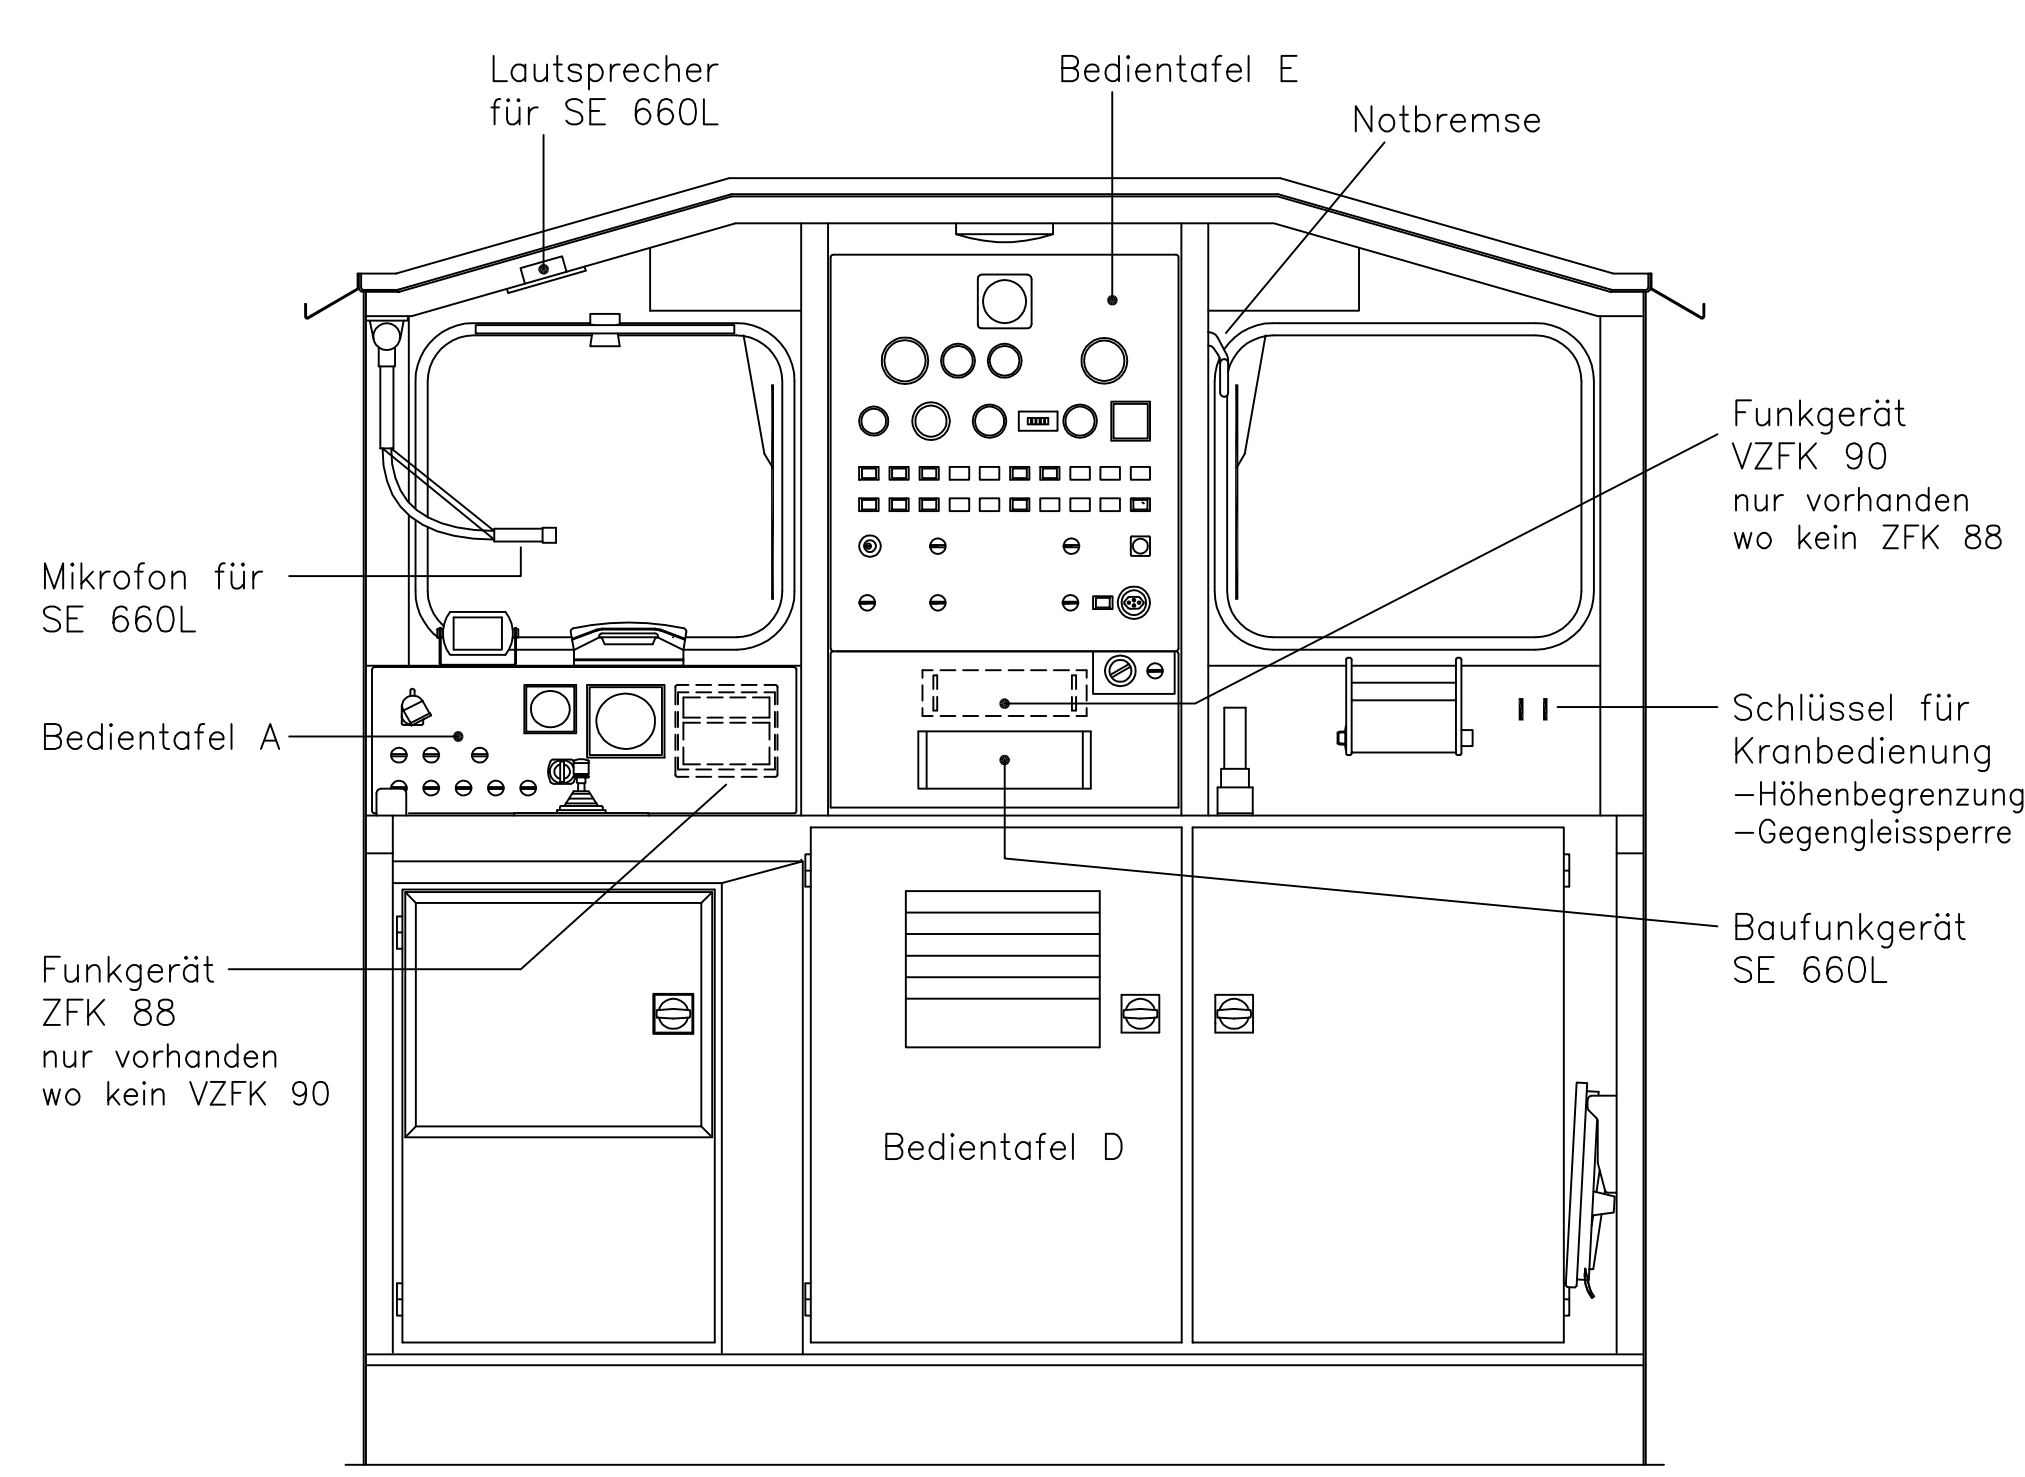 Lautsprecher
für SE 660L
Bedientafel E
Notbremse
Funkgerät
VZFK 90
nur vorhanden
wo kein ZFK 88
Mikrofon für
SE 660L
Bedientafel A
Schlüssel für
Kranbedienung
-Höhenbegrenzung
-Gegengleissperre
Funkgerät
ZFK 88
nur vorhanden
wo kein VZFK 90
Baufunkgerät
SE 660L
Bedientafel D